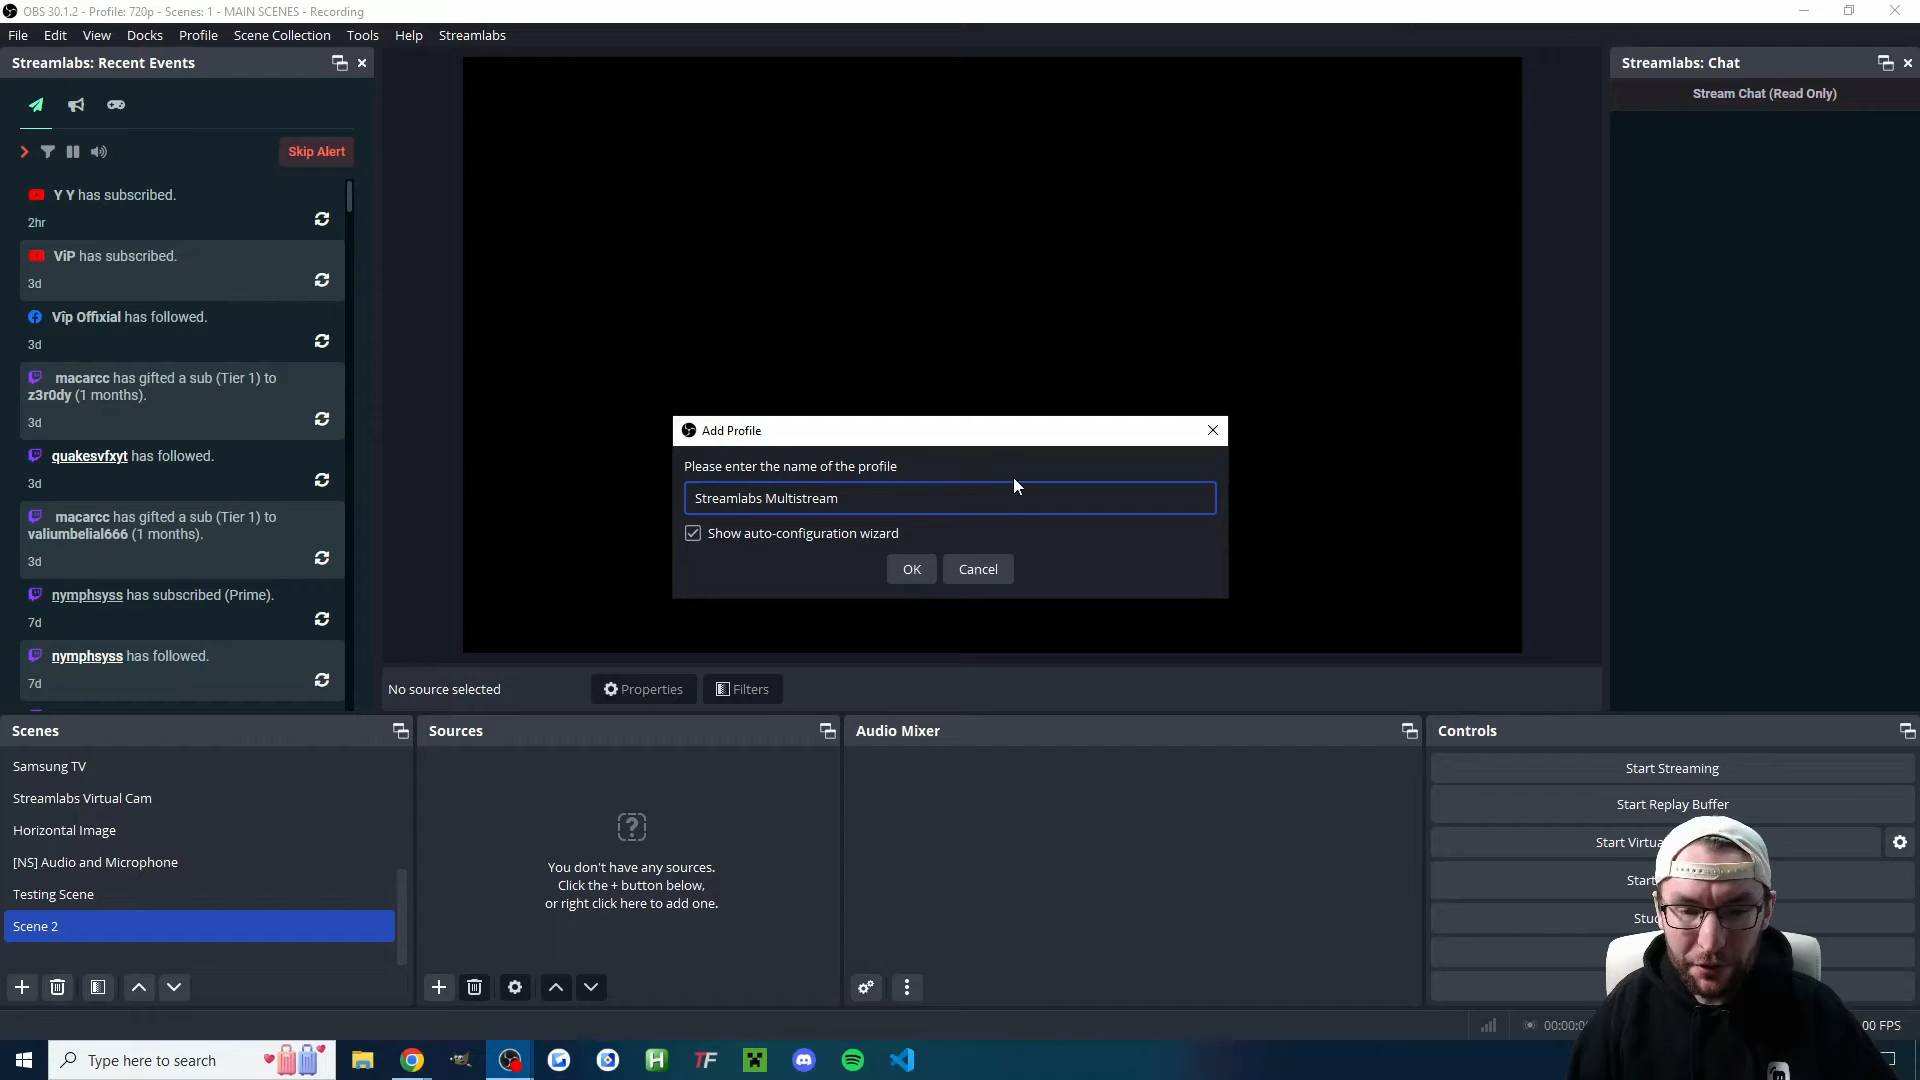 OBS 30.1.2 - Profile: 720p - Scenes: 1 - MAIN SCENES - Recording
File Edit View Docks Profile Scene Collection Tools Help Streamlabs
Streamlabs: Recent Events
Skip Alert
Y Y has subscribed.
2hr
ViP has subscribed.
3d
Vîp Offixial has followed.
3d
macarcc has gifted a sub (Tier 1) to
z3r0dy (1 months).
3d
quakesvfxyt has followed.
3d
macarcc has gifted a sub (Tier 1) to
valiumbelial666 (1 months).
3d
nymphsyss has subscribed (Prime).
7d
nymphsyss has followed.
7d
Streamlabs: Chat
Stream Chat (Read Only)
Add Profile
Please enter the name of the profile
Streamlabs Multistream
Show auto-configuration wizard
OK Cancel
No source selected Properties Filters
Scenes
Samsung TV
Streamlabs Virtual Cam
Horizontal Image
[NS] Audio and Microphone
Testing Scene
Scene 2
Sources
You don't have any sources.
Click the + button below,
or right click here to add one.
Audio Mixer
Controls
Start Streaming
Start Replay Buffer
Start
00 FPS
Type here to search